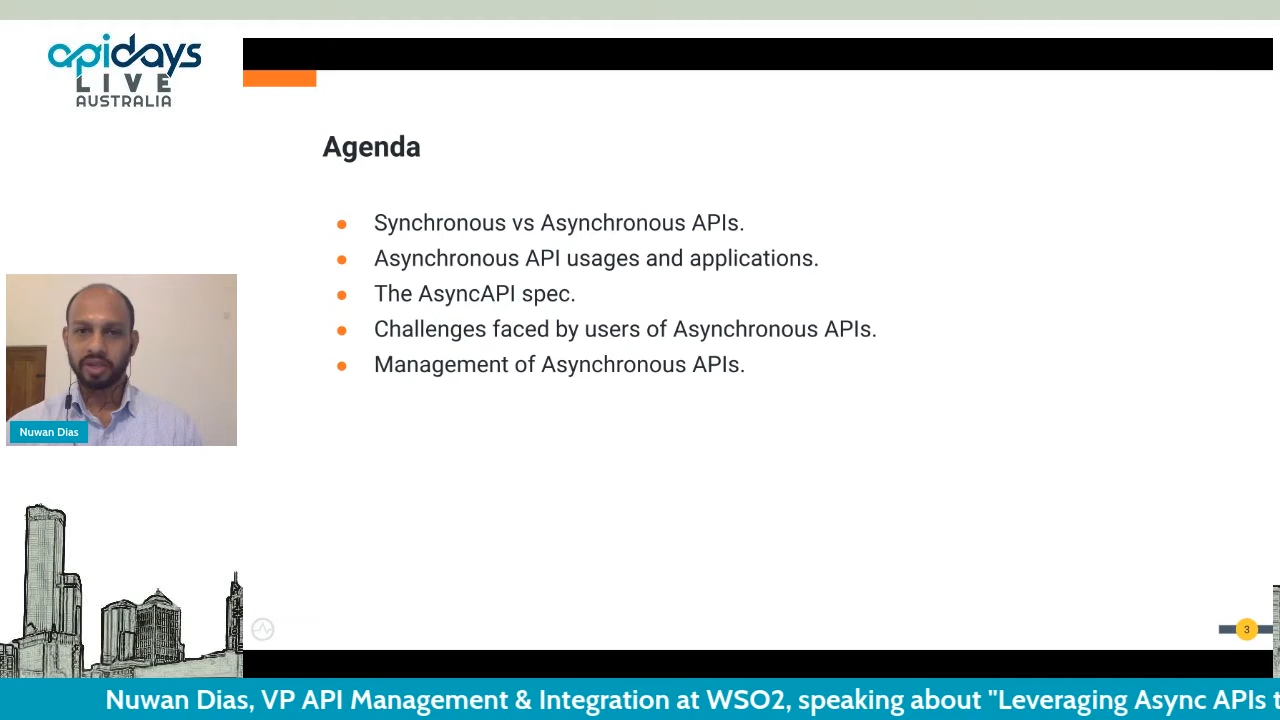 apidays
LIVE
AUSTRALIA
Agenda
Synchronous vs Asynchronous APIs.
Asynchronous API usages and applications.
The AsyncAPI spec.
Challenges faced by users of Asynchronous APIs.
Management of Asynchronous APIs.
Nuwan Dias
3
Nuwan Dias, VP API Management & Integration at WSO2, speaking about "Leveraging Async APIs t